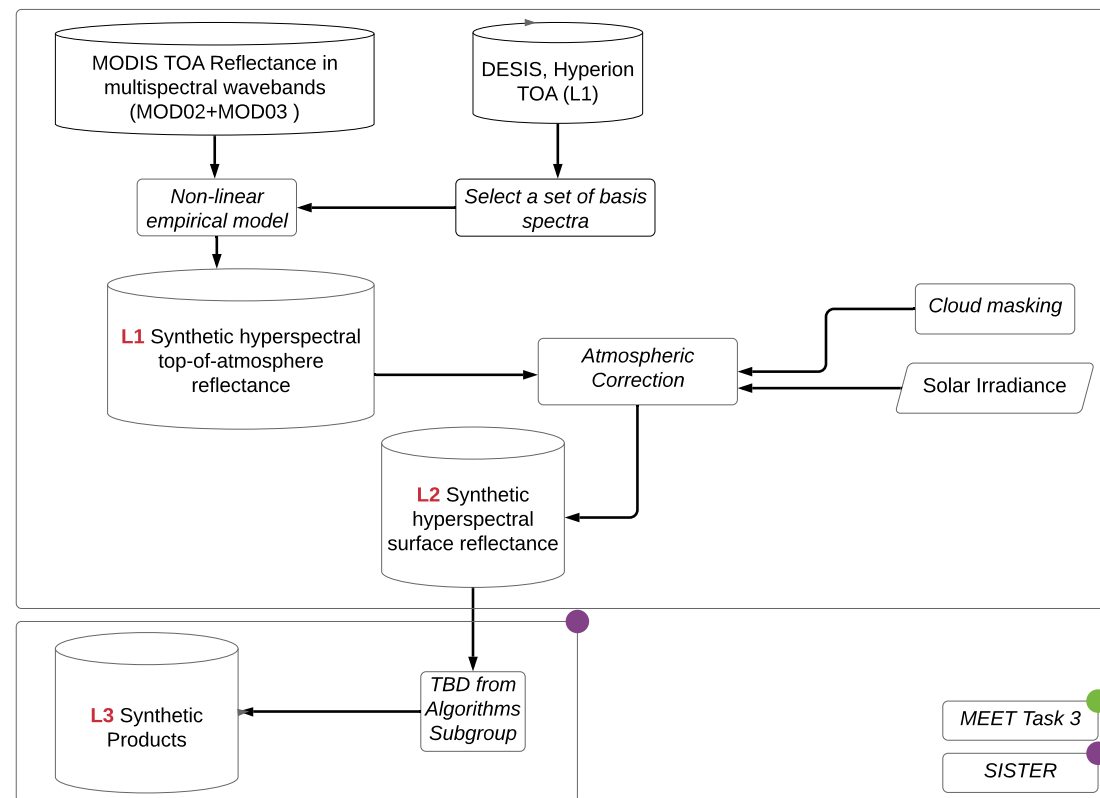 MODIS TOA Reflectance in
multispectral wavebands
(MOD02+MOD03 )
DESIS, Hyperion
TOA (L1)
Non-linear
empirical model
Select a set of basis
spectra
L1 Synthetic hyperspectral
top-of-atmosphere
reflectance
Atmospheric
Correction
Cloud masking
Solar Irradiance
L2 Synthetic
hyperspectral
surface reflectance
TBD from
Algorithms
Subgroup
L3 Synthetic
Products
MEET Task 3
SISTER